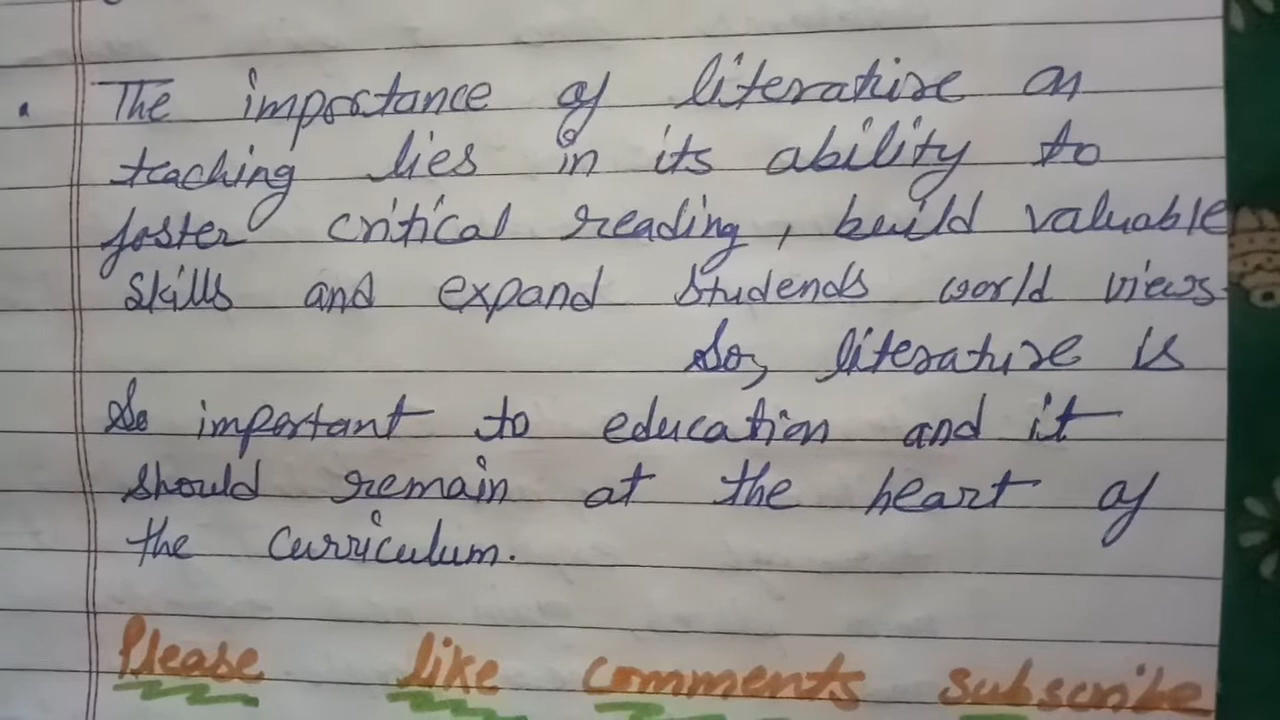 The importance of literature on
teaching lies in its ability to
foster critical reading, build valuable
skills and expand studends world views
So, literature is
So important to education and it
should remain at the heart of
the curriculum.
Please like comments subscribe